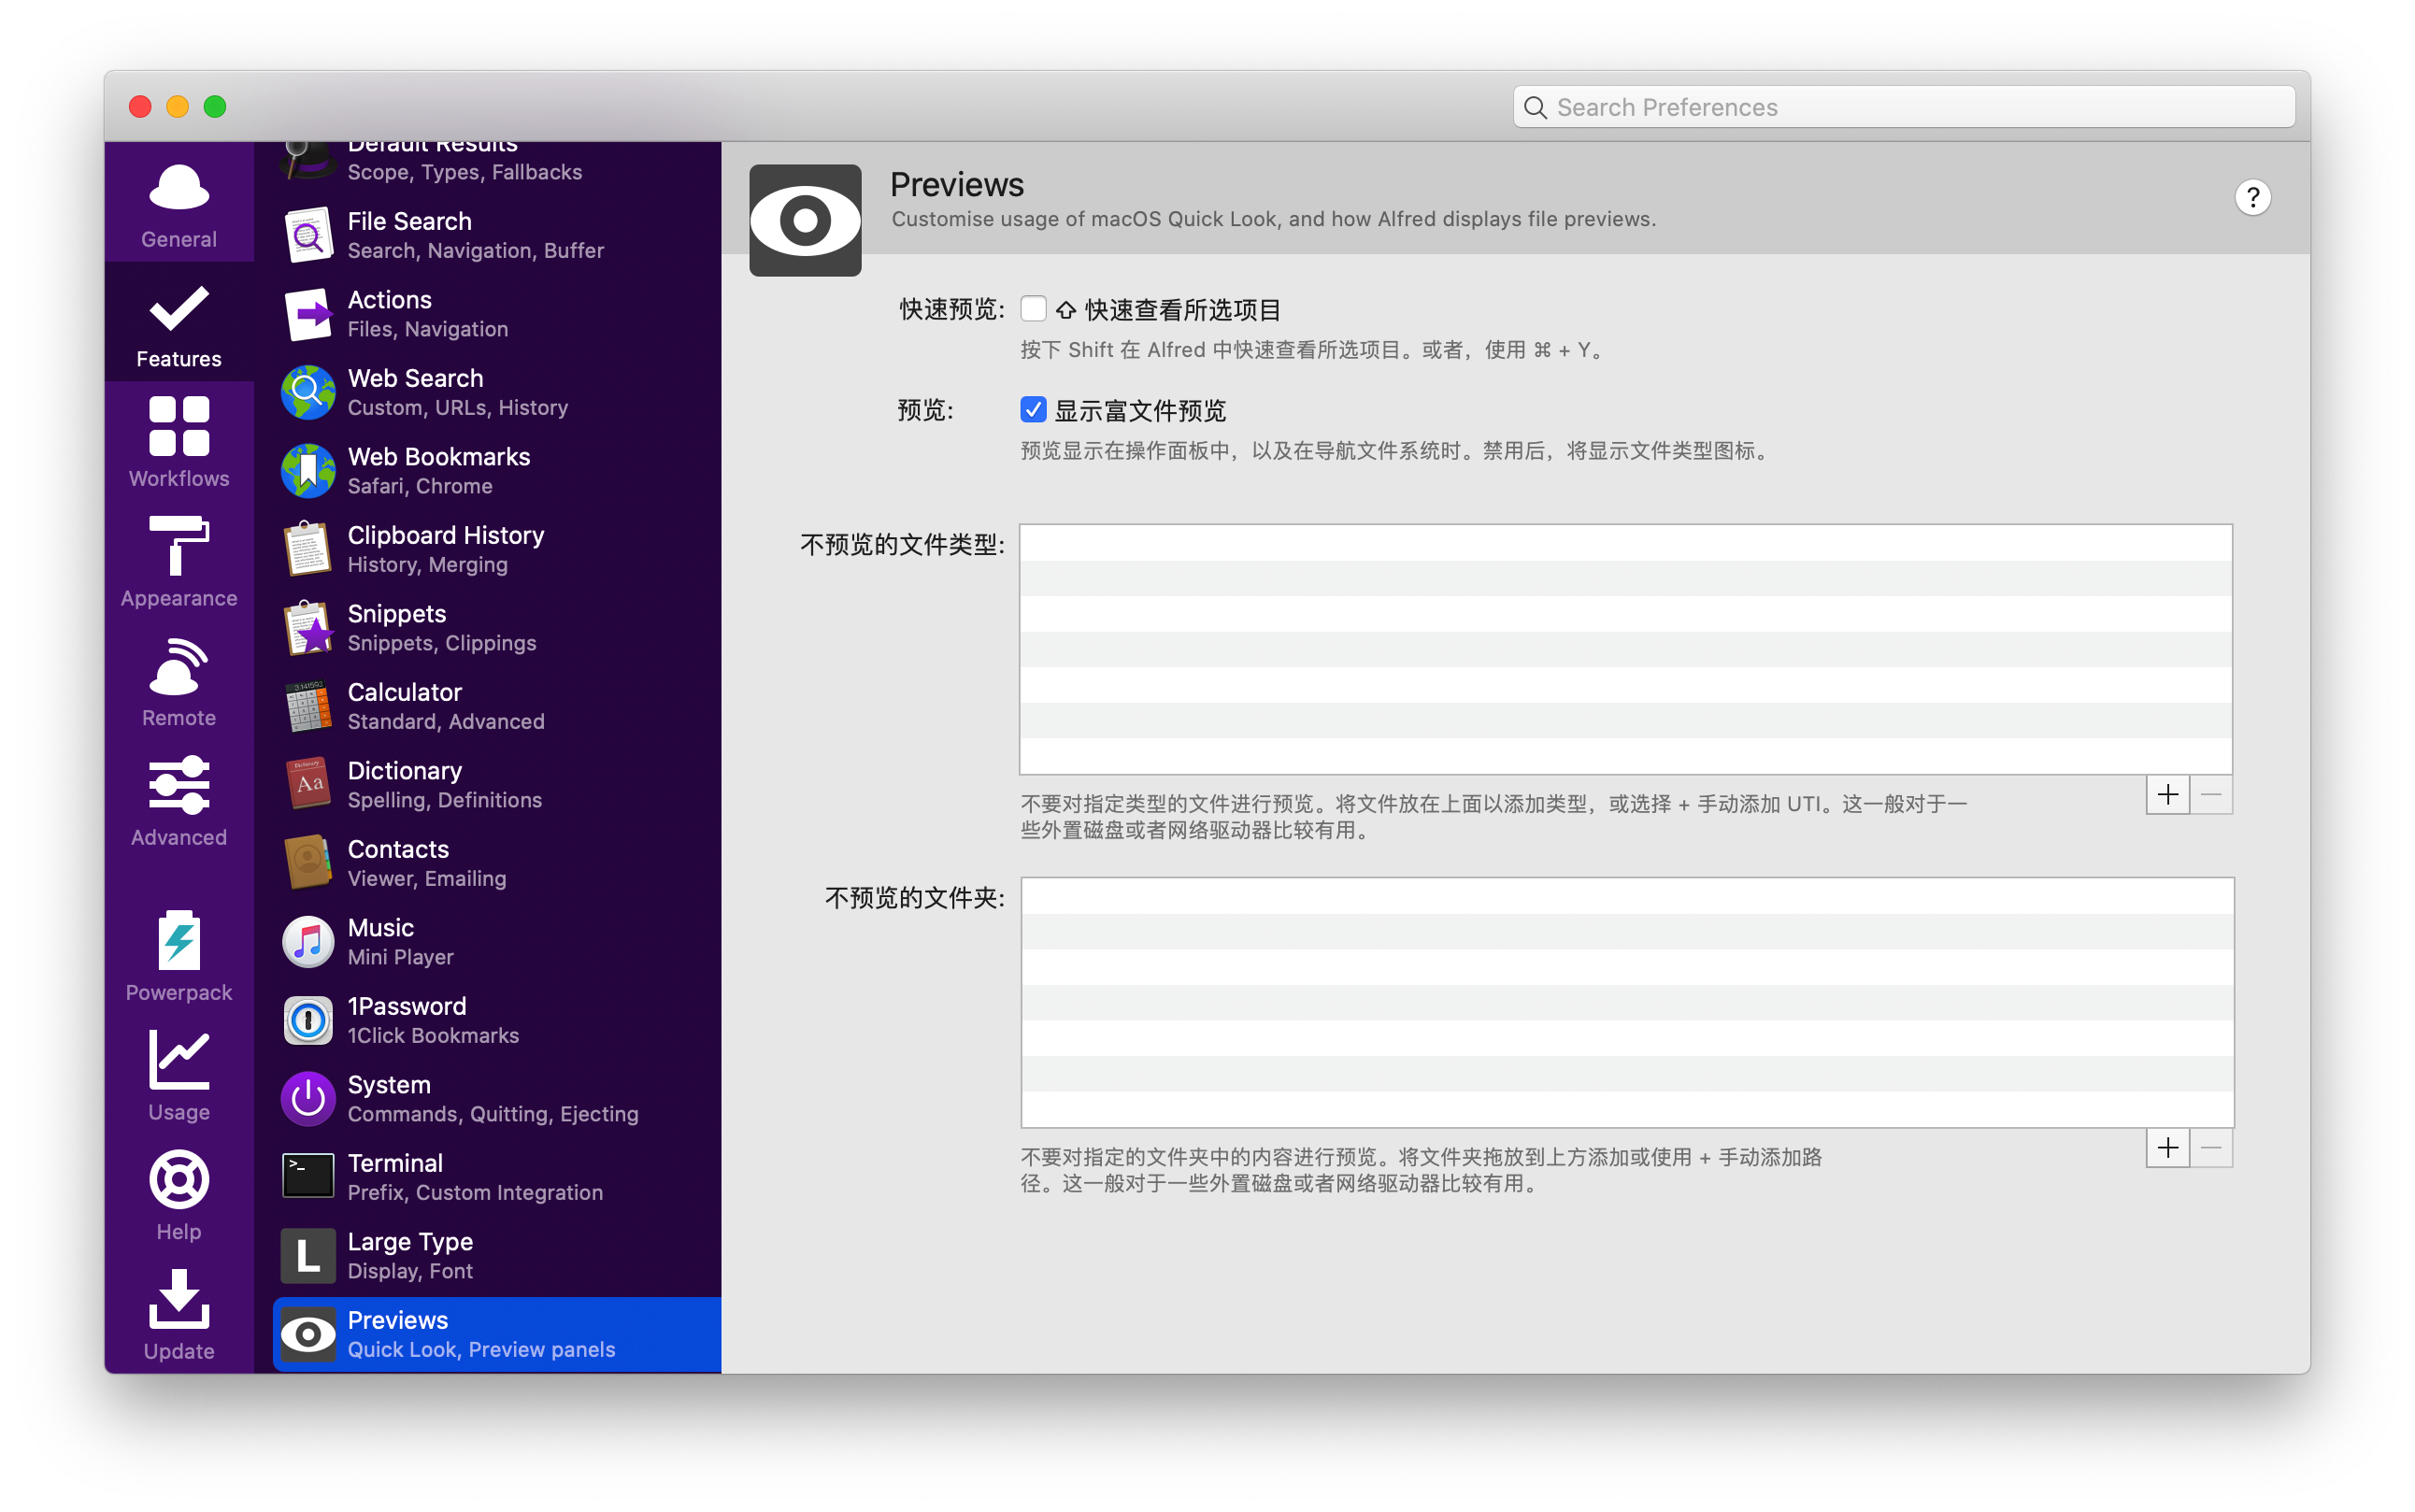 Search Preferences
General
Features
Workflows
Appearance
Remote
Advanced
Powerpack
Usage
Help
Update
Default Results
Scope, Types, Fallbacks
File Search
Search, Navigation, Buffer
Actions
Files, Navigation
Web Search
Custom, URLs, History
Web Bookmarks
Safari, Chrome
Clipboard History
History, Merging
Snippets
Snippets, Clippings
3.141592
Calculator
Standard, Advanced
Dictionary
Aa
Dictionary
Spelling, Definitions
Contacts
Viewer, Emailing
Music
Mini Player
1Password
1Click Bookmarks
System
Commands, Quitting, Ejecting
>_
Terminal
Prefix, Custom Integration
L
Large Type
Display, Font
Previews
Quick Look, Preview panels
Previews
Customise usage of macOS Quick Look, and how Alfred displays file previews.
?
快速预览: ⇧ 快速查看所选项目
按下 Shift 在 Alfred 中快速查看所选项目。或者，使用 ⌘ + Y。
预览: 显示富文件预览
预览显示在操作面板中，以及在导航文件系统时。禁用后，将显示文件类型图标。
不预览的文件类型:
不要对指定类型的文件进行预览。将文件放在上面以添加类型，或选择 + 手动添加 UTI。这一般对于一
些外置磁盘或者网络驱动器比较有用。
+ −
不预览的文件夹:
不要对指定的文件夹中的内容进行预览。将文件夹拖放到上方添加或使用 + 手动添加路
径。这一般对于一些外置磁盘或者网络驱动器比较有用。
+ −